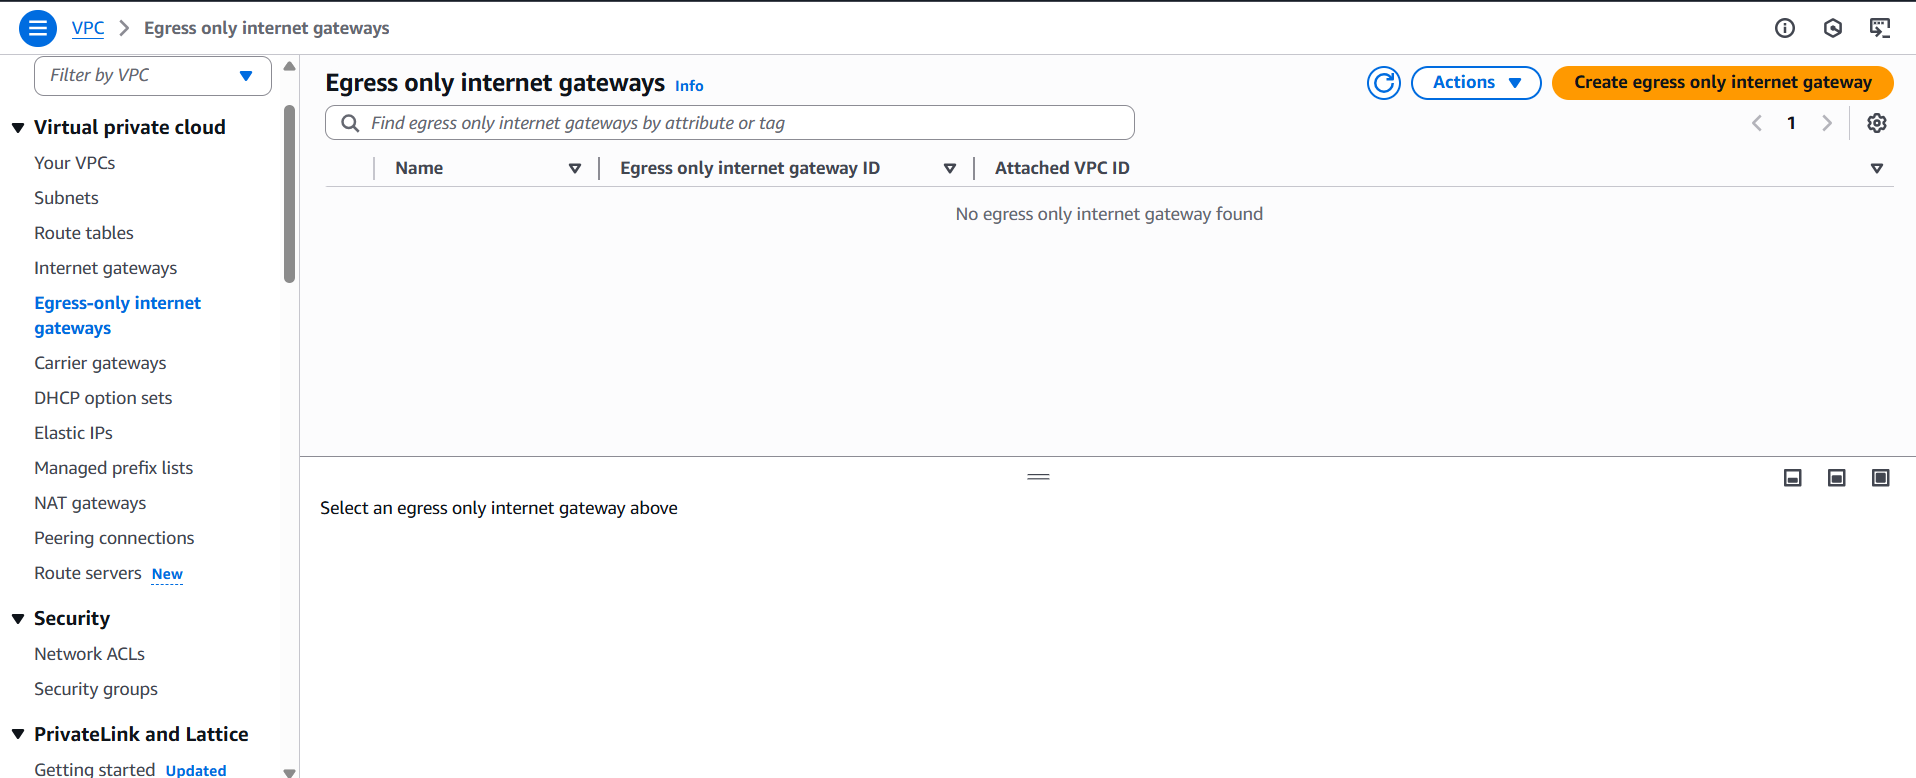 VPC > Egress only internet gateways
Filter by VPC
Virtual private cloud
Your VPCs
Subnets
Route tables
Internet gateways
Egress-only internet
gateways
Carrier gateways
DHCP option sets
Elastic IPs
Managed prefix lists
NAT gateways
Peering connections
Route servers New
Security
Network ACLs
Security groups
PrivateLink and Lattice
Getting started Updated
Egress only internet gateways Info
Actions
Create egress only internet gateway
Find egress only internet gateways by attribute or tag
1
Name Egress only internet gateway ID Attached VPC ID
No egress only internet gateway found
Select an egress only internet gateway above